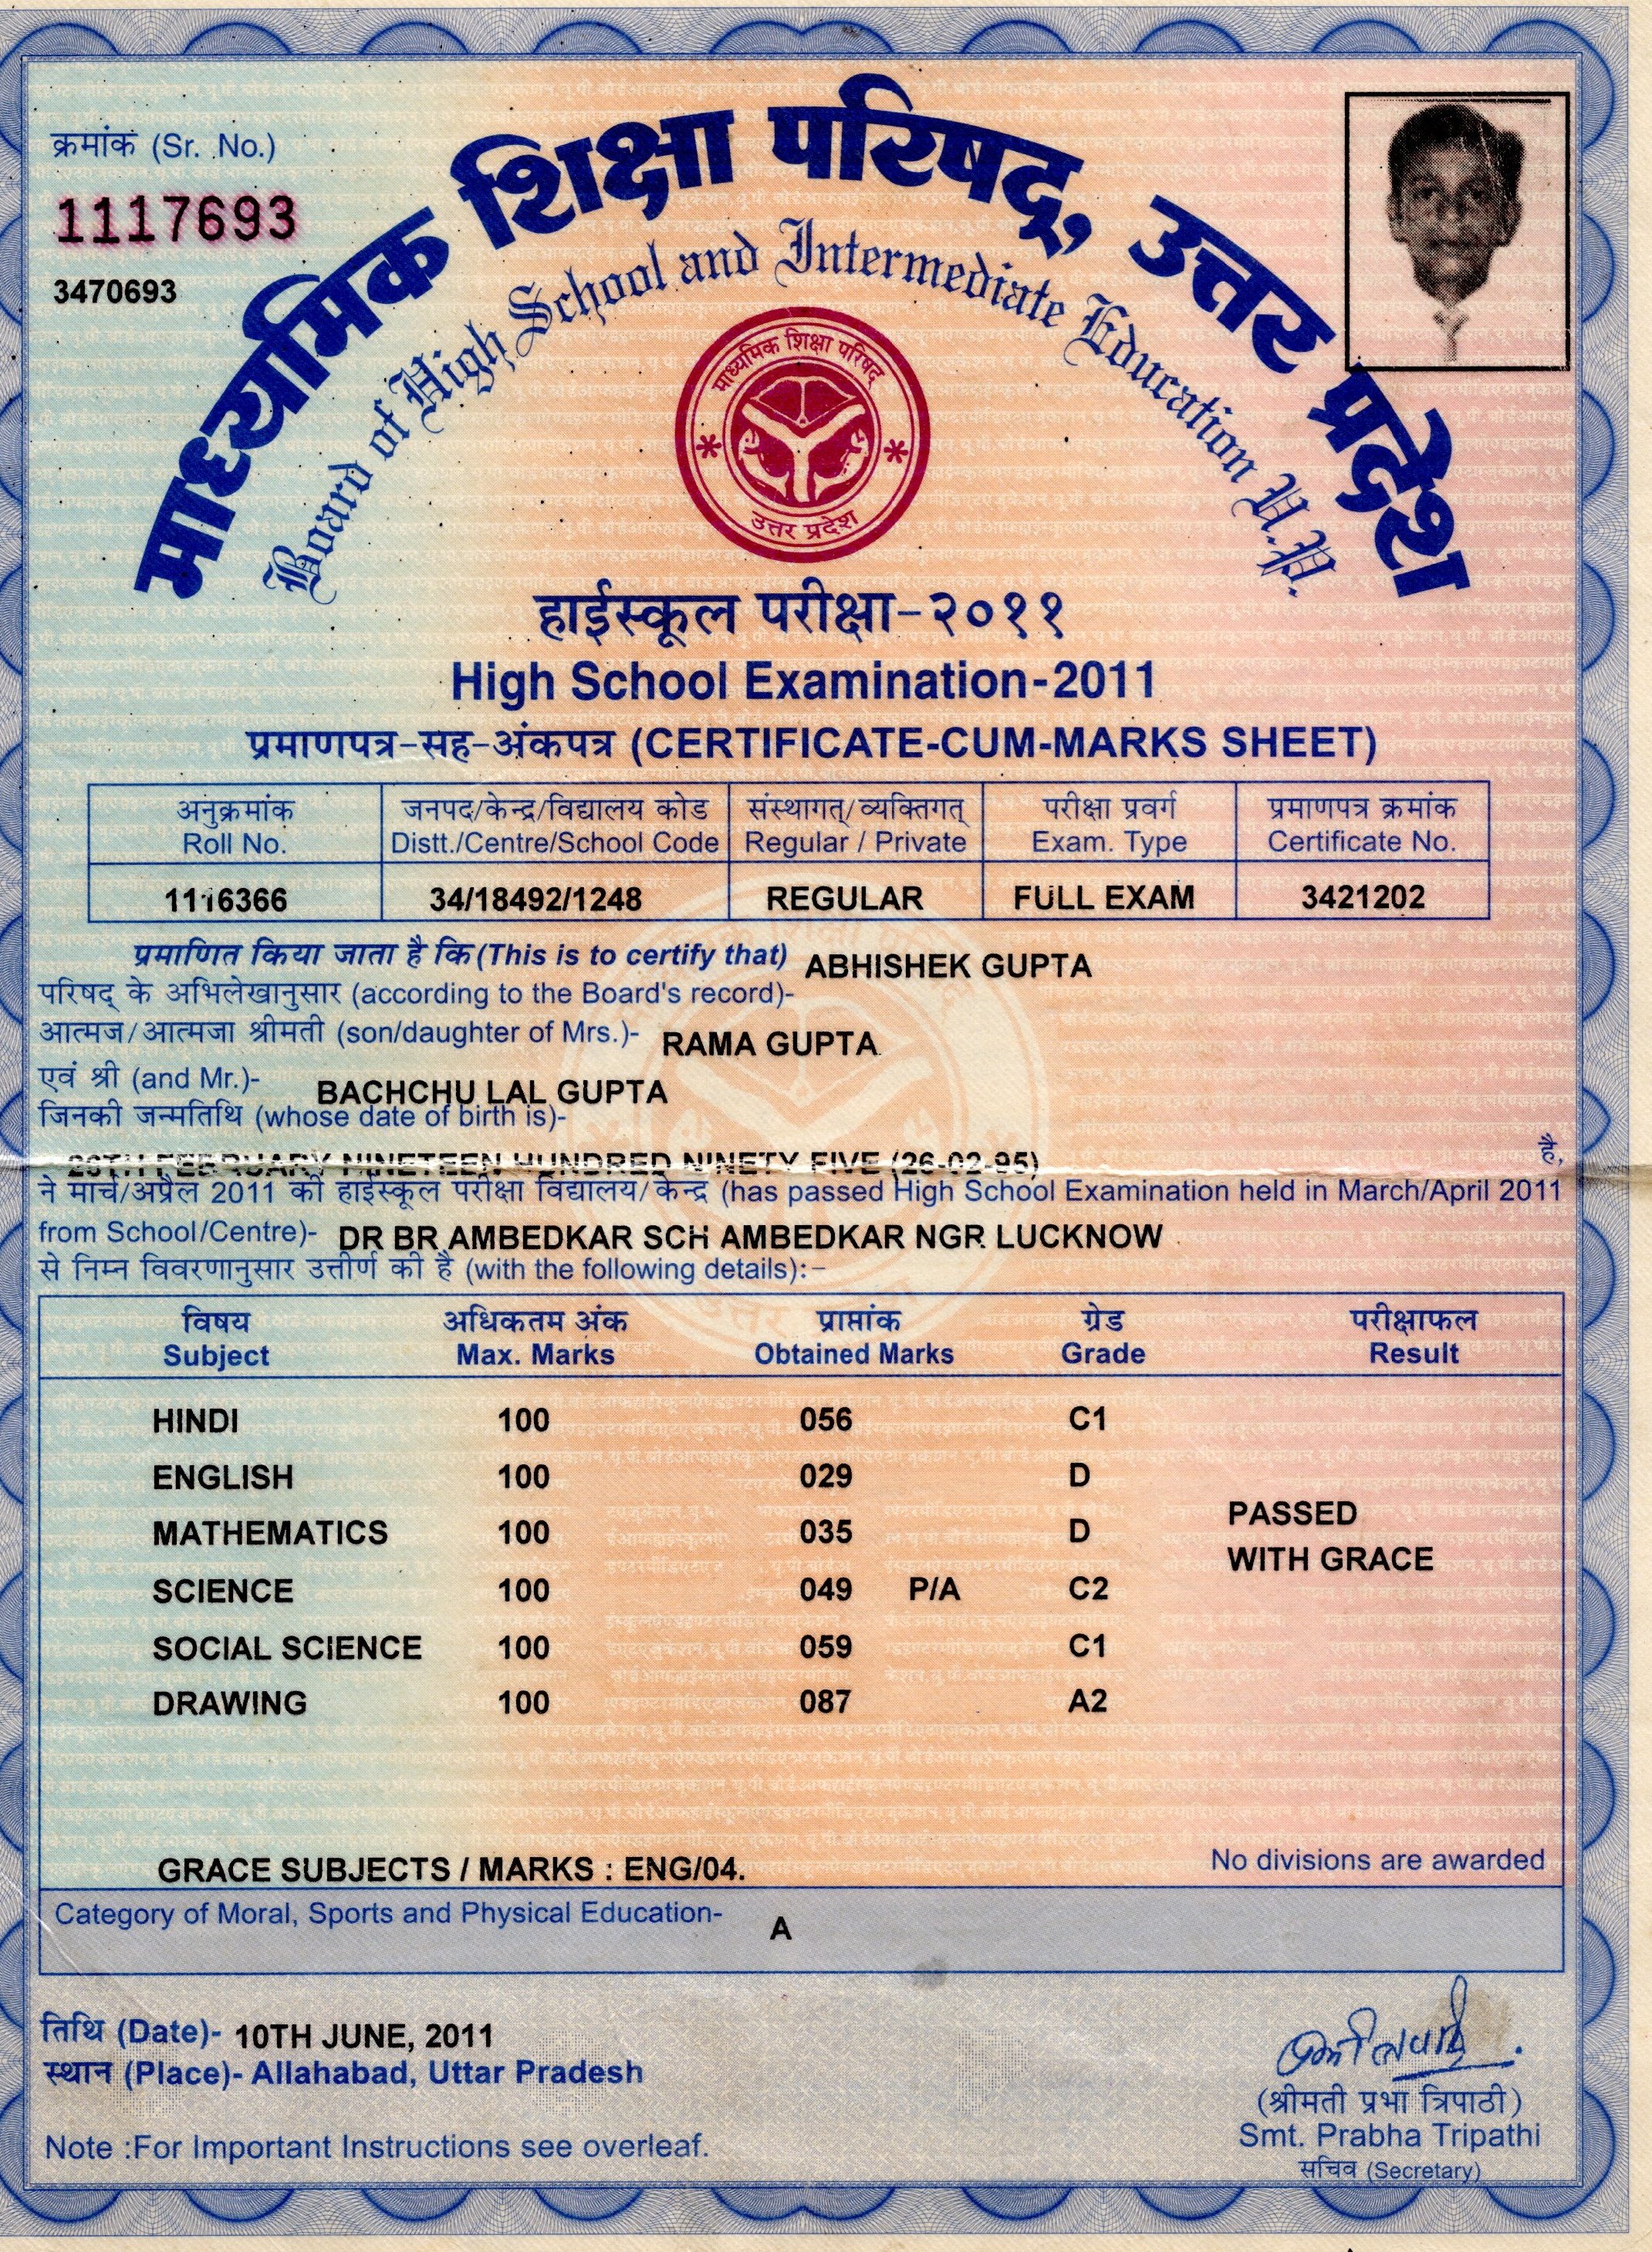 क्रमांक (Sr. No.)
1117693
3470693
माध्यमिक शिक्षा परिषद्, उत्तर प्रदेश
Board of High School and Intermediate Education U.P.
माध्यमिक शिक्षा परिषद्
उत्तर प्रदेश
हाईस्कूल परीक्षा-२०११
High School Examination-2011
प्रमाणपत्र-सह-अंकपत्र (CERTIFICATE-CUM-MARKS SHEET)
अनुक्रमांक जनपद/केन्द्र/विद्यालय कोड संस्थागत्/व्यक्तिगत् परीक्षा प्रवर्ग प्रमाणपत्र क्रमांक
Roll No. Distt./Centre/School Code Regular / Private Exam. Type Certificate No.
1116366 34/18492/1248 REGULAR FULL EXAM 3421202
प्रमाणित किया जाता है कि (This is to certify that) ABHISHEK GUPTA
परिषद् के अभिलेखानुसार (according to the Board's record)-
आत्मज/आत्मजा श्रीमती (son/daughter of Mrs.)- RAMA GUPTA
एवं श्री (and Mr.)- BACHCHU LAL GUPTA
जिनकी जन्मतिथि (whose date of birth is)-
26TH FEBRUARY NINETEEN HUNDRED NINETY FIVE (26-02-95) है,
ने मार्च/अप्रैल 2011 की हाईस्कूल परीक्षा विद्यालय/केन्द्र (has passed High School Examination held in March/April 2011
from School/Centre)- DR BR AMBEDKAR SCH AMBEDKAR NGR LUCKNOW
से निम्न विवरणानुसार उत्तीर्ण की है (with the following details):-
विषय अधिकतम अंक प्राप्तांक ग्रेड परीक्षाफल
Subject Max. Marks Obtained Marks Grade Result
HINDI 100 056 C1
ENGLISH 100 029 D
PASSED
MATHEMATICS 100 035 D
WITH GRACE
SCIENCE 100 049 P/A C2
SOCIAL SCIENCE 100 059 C1
DRAWING 100 087 A2
GRACE SUBJECTS / MARKS : ENG/04. No divisions are awarded
Category of Moral, Sports and Physical Education- A
तिथि (Date)- 10TH JUNE, 2011
स्थान (Place)- Allahabad, Uttar Pradesh
(श्रीमती प्रभा त्रिपाठी)
Smt. Prabha Tripathi
Note :For Important Instructions see overleaf.
सचिव (Secretary)